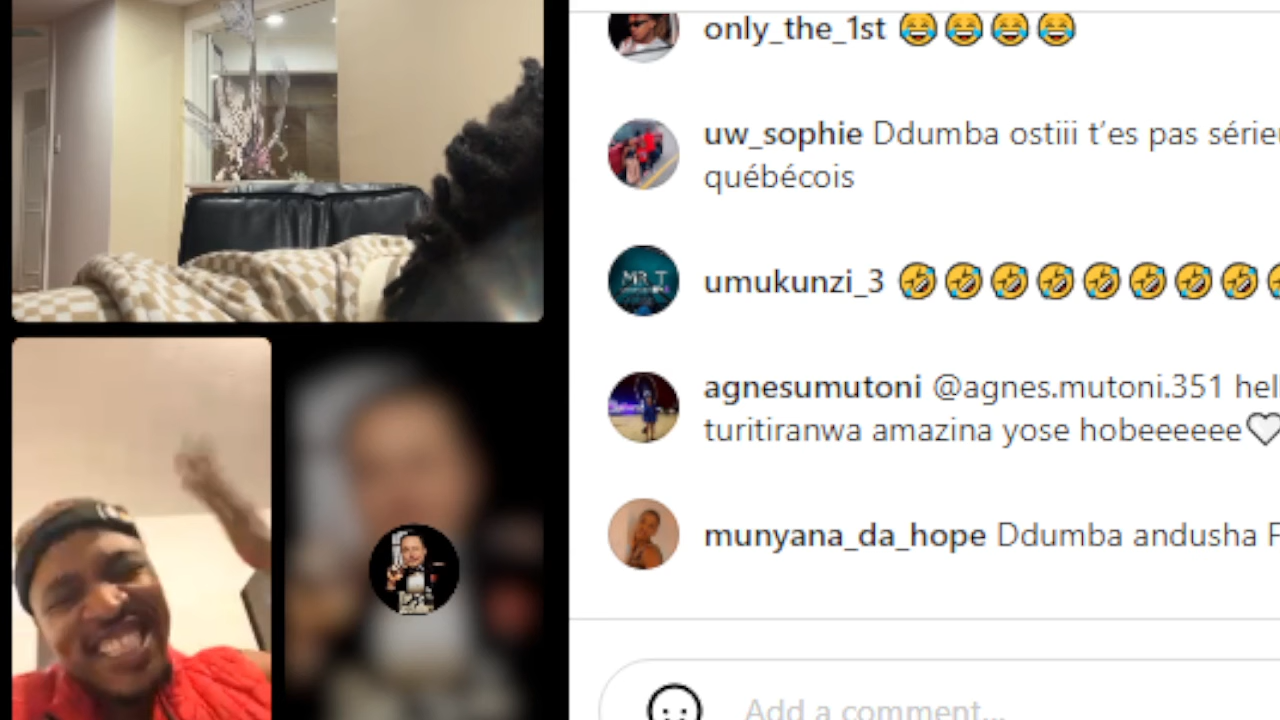 only_the_1st 😂😂😂😂
uw_sophie Ddumba ostiii t'es pas
québécois
MR.T
umukunzi_3 🤣🤣🤣🤣🤣🤣🤣🤣🤣
agnesumutoni @agnes.mutoni.351
turitiranwa amazina yose hobeeeeee🤍
munyana_da_hope Ddumba andusha
Add a comment...